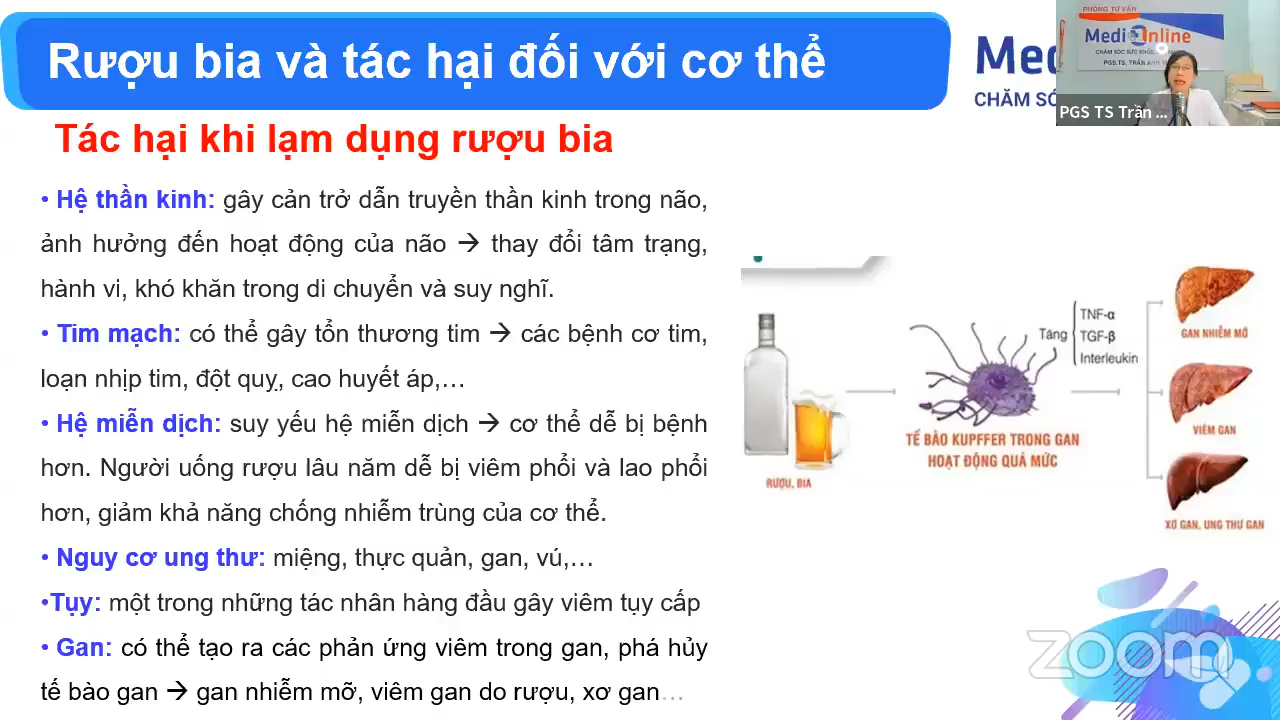 Rượu bia và tác hại đối với cơ thể
CHĂM SÓ
PHÒNG TƯ VẤN
Medi Online
PGS TS Trần ...
Tác hại khi lạm dụng rượu bia
• Hệ thần kinh: gây cản trở dẫn truyền thần kinh trong não,
ảnh hưởng đến hoạt động của não → thay đổi tâm trạng,
hành vi, khó khăn trong di chuyển và suy nghĩ.
• Tim mạch: có thể gây tổn thương tim → các bệnh cơ tim,
loạn nhịp tim, đột quỵ, cao huyết áp,…
• Hệ miễn dịch: suy yếu hệ miễn dịch → cơ thể dễ bị bệnh
hơn. Người uống rượu lâu năm dễ bị viêm phổi và lao phổi
hơn, giảm khả năng chống nhiễm trùng của cơ thể.
• Nguy cơ ung thư: miệng, thực quản, gan, vú,…
•Tụy: một trong những tác nhân hàng đầu gây viêm tụy cấp
• Gan: có thể tạo ra các phản ứng viêm trong gan, phá hủy
tế bào gan → gan nhiễm mỡ, viêm gan do rượu, xơ gan…
RƯỢU, BIA
TẾ BÀO KUPFFER TRONG GAN
HOẠT ĐỘNG QUÁ MỨC
Tăng
TNF-α
TGF-β
Interleukin
GAN NHIỄM MỠ
VIÊM GAN
XƠ GAN, UNG THƯ GAN
zoom